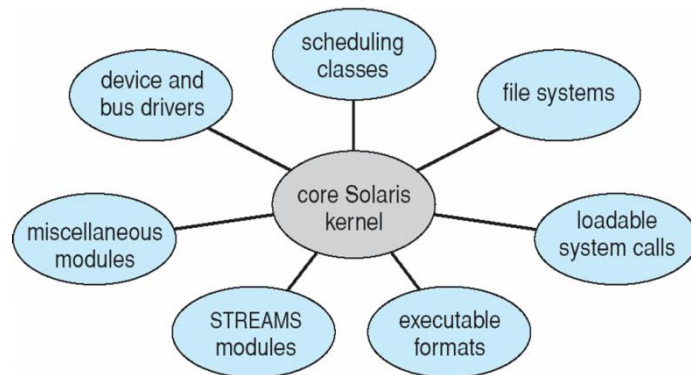 scheduling
classes
device and
bus drivers
file systems
core Solaris
kernel
miscellaneous
modules
loadable
system calls
STREAMS
modules
executable
formats